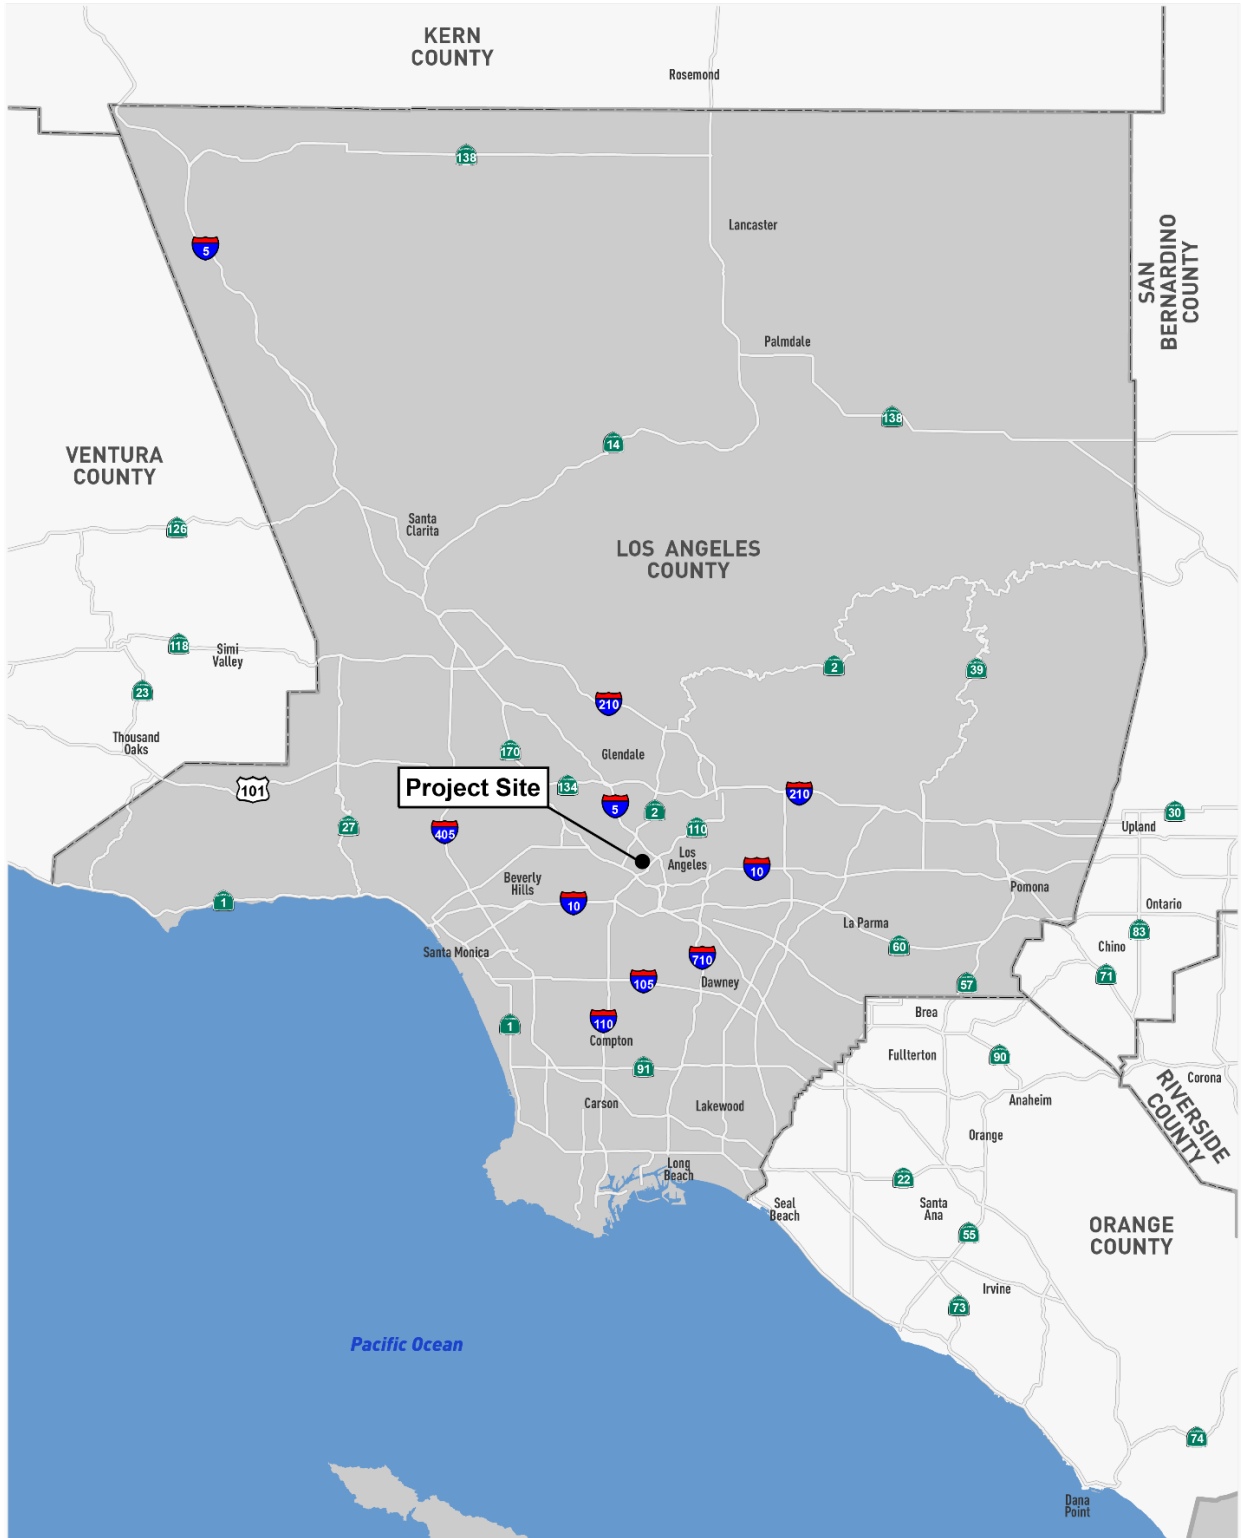 KERN
COUNTY
Rosemond
138
Lancaster
5
SAN
BERNARDINO
COUNTY
Palmdale
138
14
VENTURA
COUNTY
126
Santa
Clarita
LOS ANGELES
COUNTY
118
Simi
Valley
2
39
23
210
Thousand
Oaks
170
Glendale
Project Site
134
101
210
5
2
30
27
405
110
Upland
Los
Angeles
10
Beverly
Hills
Pomona
1
10
Ontario
La Parma
83
Santa Monica
60
Chino
710
71
105
Dawney
57
Brea
1
110
Compton
Fullterton
90
91
Corona
RIVERSIDE
COUNTY
Carson
Lakewood
Anaheim
Orange
Long
Beach
22
Seal
Beach
Santa
Ana
55
ORANGE
COUNTY
Irvine
73
Pacific Ocean
74
Dana
Point